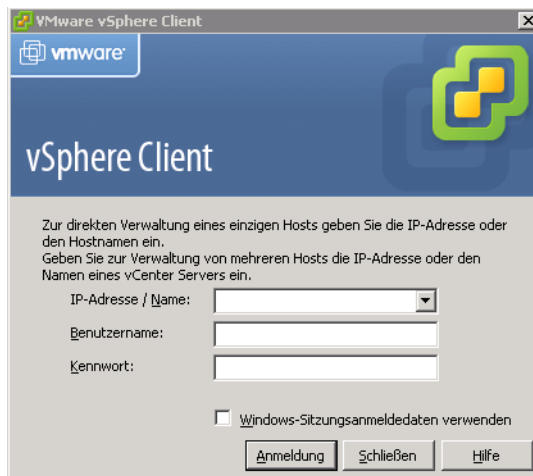 VMware vSphere Client
vmware
vSphere Client
Zur direkten Verwaltung eines einzigen Hosts geben Sie die IP-Adresse oder
den Hostnamen ein.
Geben Sie zur Verwaltung von mehreren Hosts die IP-Adresse oder den
Namen eines vCenter Servers ein.
IP-Adresse / Name:
Benutzername:
Kennwort:
Windows-Sitzungsanmeldedaten verwenden
Anmeldung Schließen Hilfe